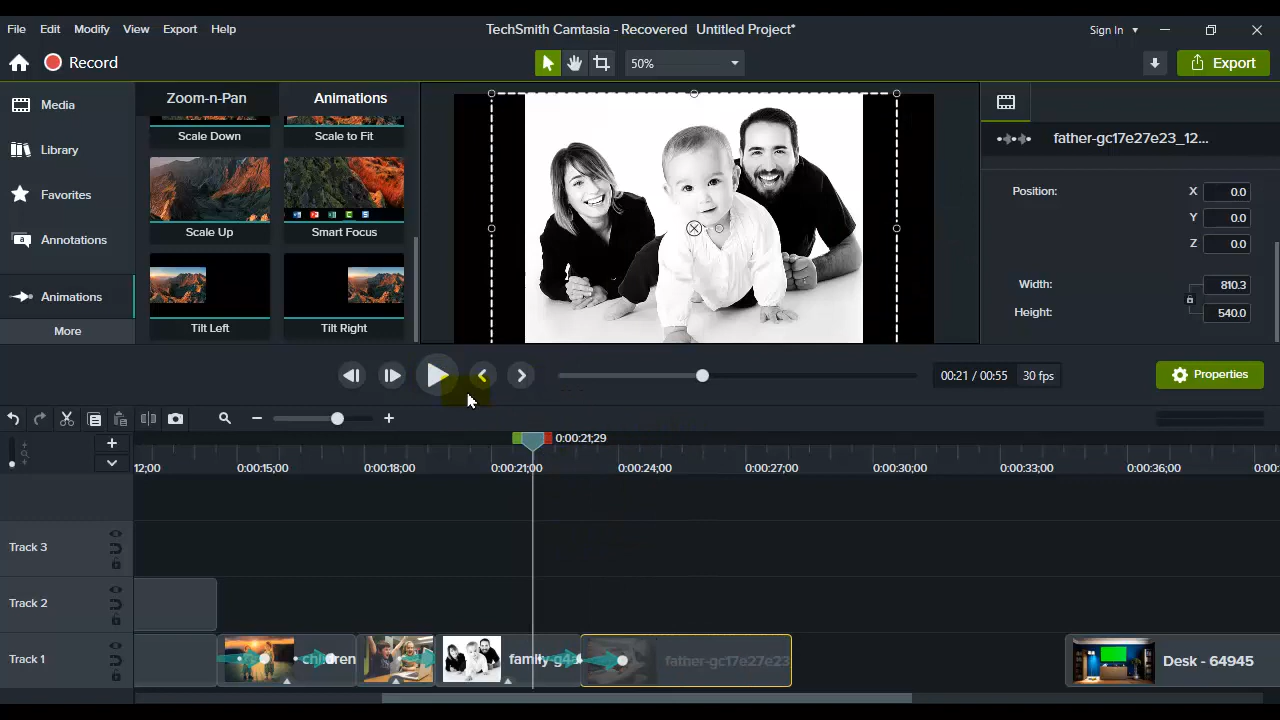 File Edit Modify View Export Help
TechSmith Camtasia - Recovered Untitled Project*
Sign In
Record
50%
Export
Media
Library
Favorites
Annotations
Animations
More
Zoom-n-Pan Animations
Scale Down Scale to Fit
Scale Up Smart Focus
Tilt Left Tilt Right
father-gc17e27e23_12...
Position: X 0.0
Y 0.0
Z 0.0
Width: 810.3
Height: 540.0
00:21 / 00:55 30 fps
Properties
0:00:21;29
12;00 0:00:15;00 0:00:18;00 0:00:21;00 0:00:24;00 0:00:27;00 0:00:30;00 0:00:33;00 0:00:36;00 0:00:
Track 3
Track 2
Track 1
children
father-gc17e27e23
Desk - 64945